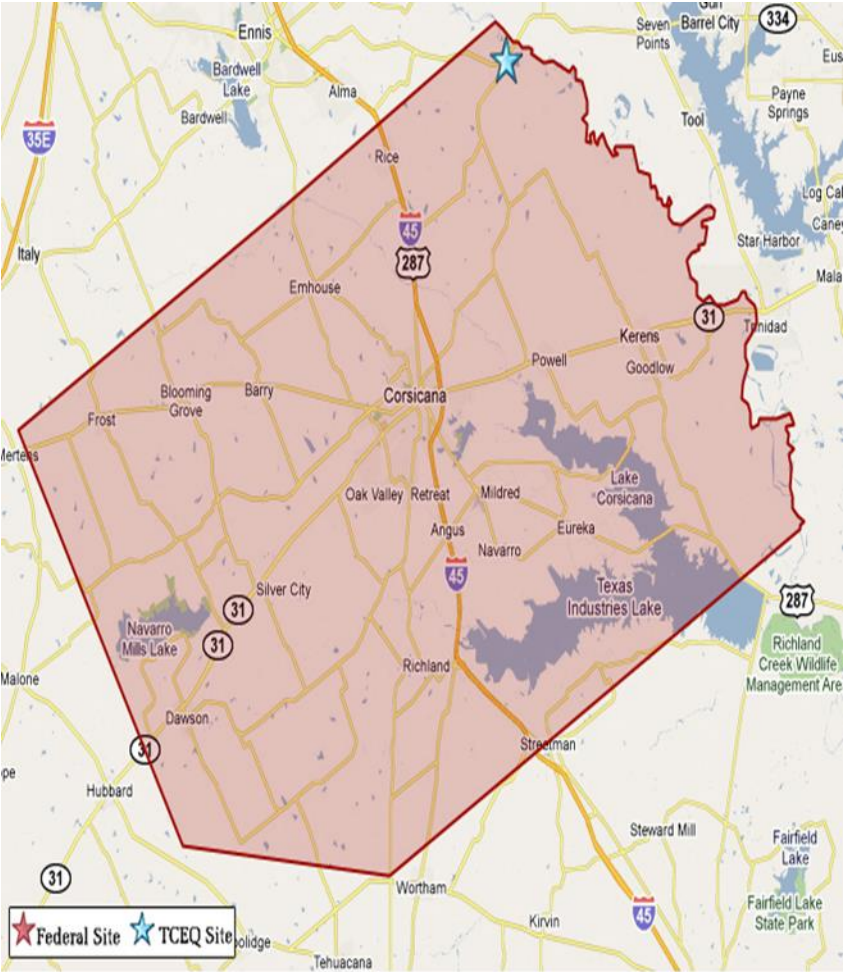 Gun
Barrel City
334
Seven
Points
Ennis
Eus
Bardwell
Lake
Alma
Payne
Springs
Bardwell
Tool
35E
Rice
Log Cal
Caney
45
Star Harbor
Italy
287
Mala
Emhouse
31
Trinidad
Kerens
Powell
Goodlow
Blooming
Grove
Barry
Corsicana
Frost
Mertens
Lake
Corsicana
Oak Valley
Retreat
Mildred
Angus
Eureka
Navarro
45
Silver City
Texas
Industries Lake
287
31
Navarro
Mills Lake
31
Richland
Creek Wildlife
Management Area
Richland
Malone
Dawson
31
Streetman
pe
Hubbard
Steward Mill
Fairfield
Lake
31
Wortham
Fairfield Lake
State Park
45
Kirvin
Federal Site
TCEQ Site
oolidge
Tehuacana